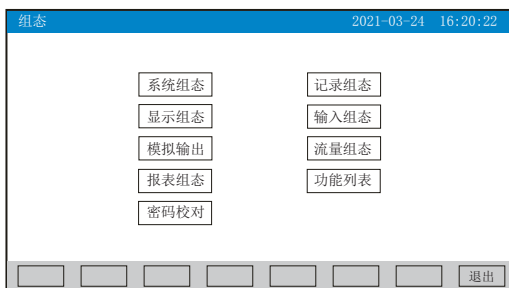 组态 2021-03-24 16:20:22
系统组态 记录组态
显示组态 输入组态
模拟输出 流量组态
报表组态 功能列表
密码校对
退出